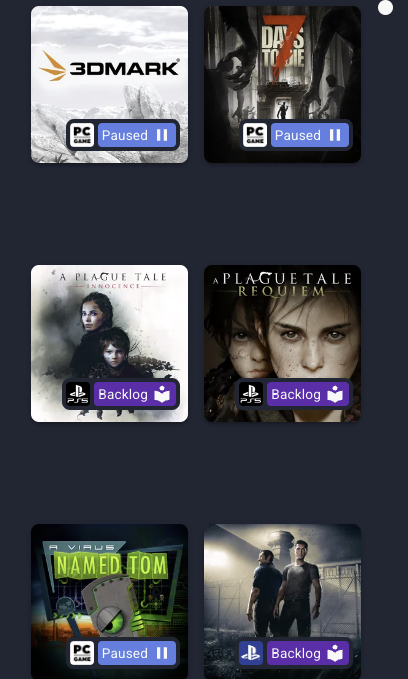 3DMARK®
PC
GAME
Paused
7
DAYS
TO DIE
PC
GAME
Paused
A PLAGUE TALE
INNOCENCE
PS5
Backlog
A PLAGUE TALE
REQUIEM
PS5
Backlog
A VIRUS
NAMED TOM
PC
GAME
Paused
Backlog